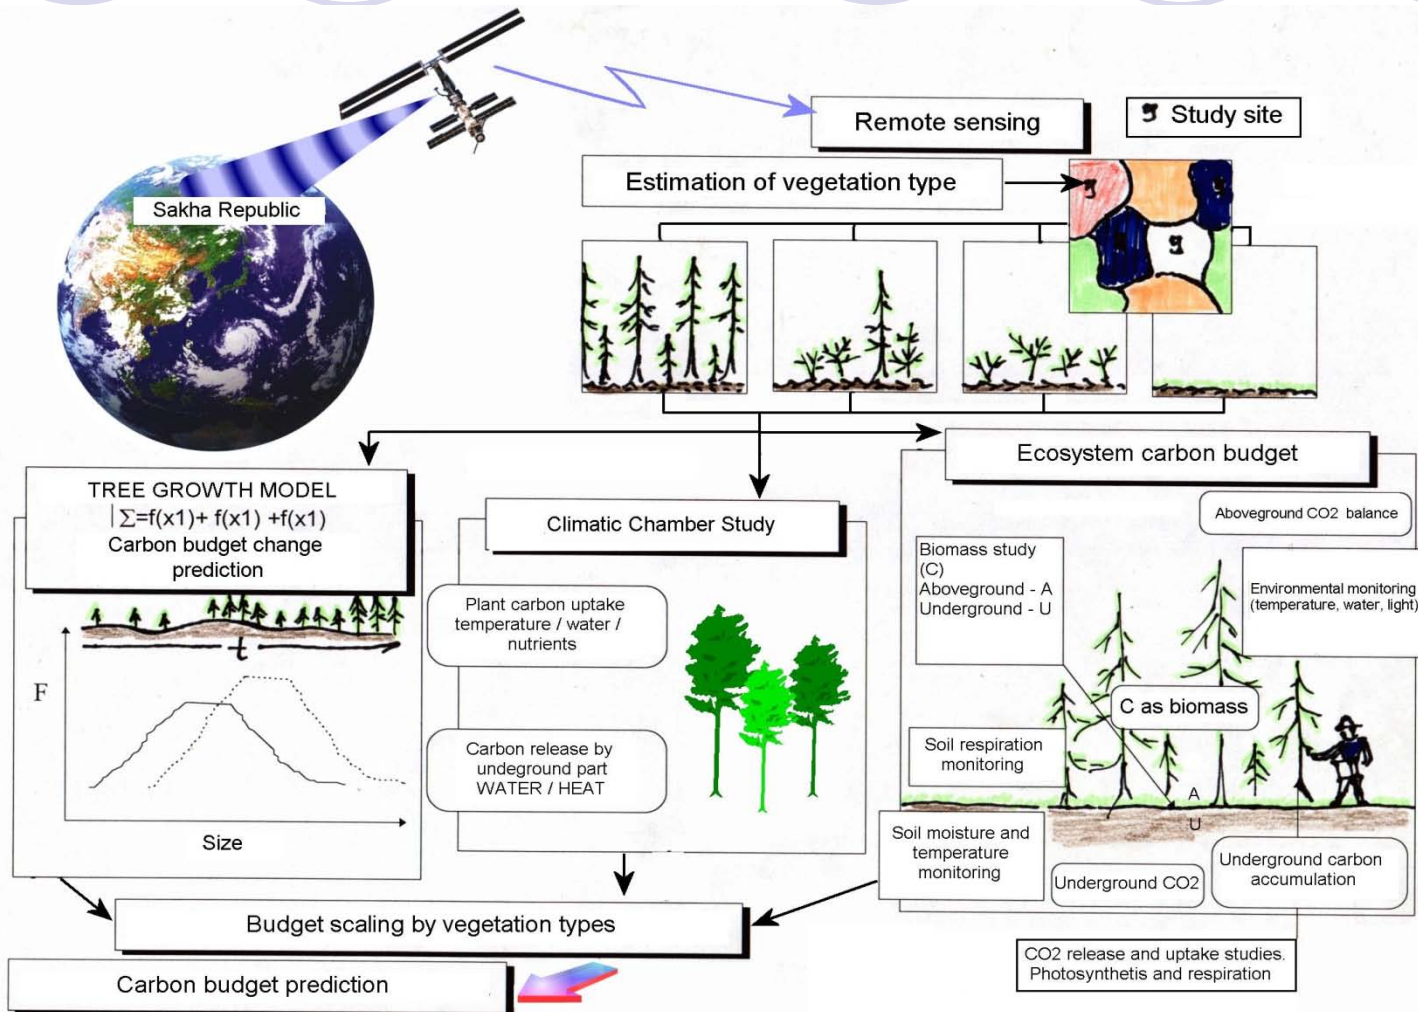 Remote sensing
Study site
Estimation of vegetation type
Sakha Republic
TREE GROWTH MODEL
|∑=f(x1)+ f(x1) +f(x1)
Carbon budget change
prediction
t
F
Size
Climatic Chamber Study
Plant carbon uptake
temperature / water /
nutrients
Carbon release by
undeground part
WATER / HEAT
Ecosystem carbon budget
Aboveground CO2 balance
Biomass study
(C)
Aboveground - A
Underground - U
Environmental monitoring
(temperature, water, light)
C as biomass
Soil respiration
monitoring
A
U
Soil moisture and
temperature
monitoring
Underground CO2
Underground carbon
accumulation
CO2 release and uptake studies.
Photosynthetis and respiration
Budget scaling by vegetation types
Carbon budget prediction